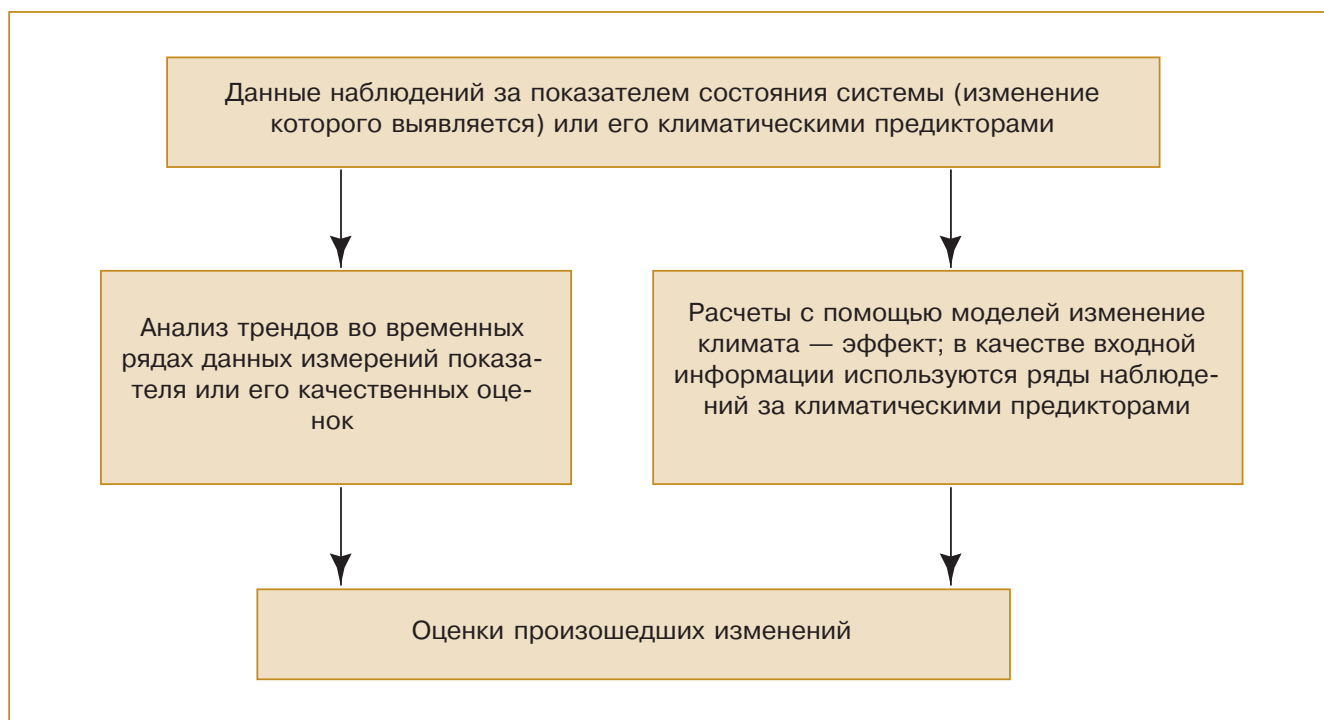 Данные наблюдений за показателем состояния системы (изменение
которого выявляется) или его климатическими предикторами
Анализ трендов во временных
рядах данных измерений показа-
теля или его качественных оце-
нок
Расчеты с помощью моделей изменение
климата — эффект; в качестве входной
информации используются ряды наблюде-
ний за климатическими предикторами
Оценки произошедших изменений